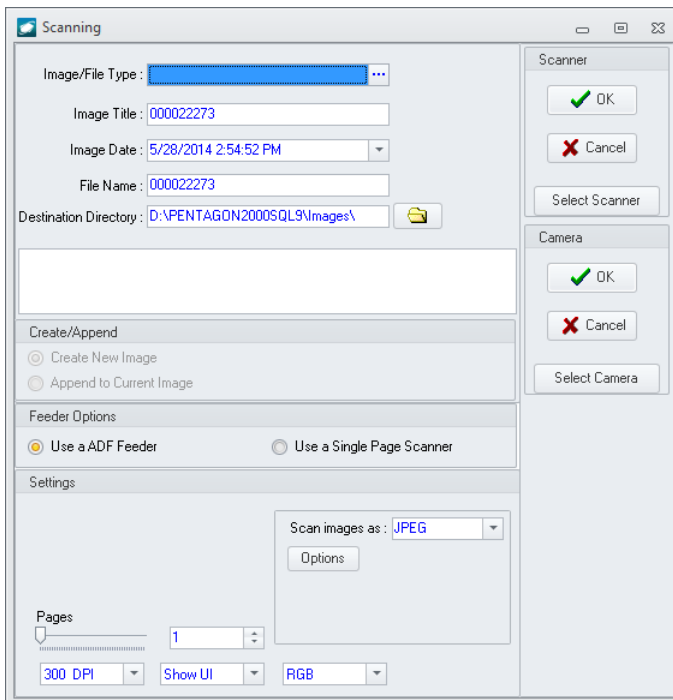 Scanning
Image/File Type :
...
Image Title : 000022273
Image Date : 5/28/2014 2:54:52 PM
File Name : 000022273
Destination Directory : D:\PENTAGON2000SQL9\Images\
Create/Append
Create New Image
Append to Current Image
Feeder Options
Use a ADF Feeder
Use a Single Page Scanner
Settings
Scan images as : JPEG
Options
Pages
1
300 DPI
Show UI
RGB
Scanner
OK
Cancel
Select Scanner
Camera
OK
Cancel
Select Camera